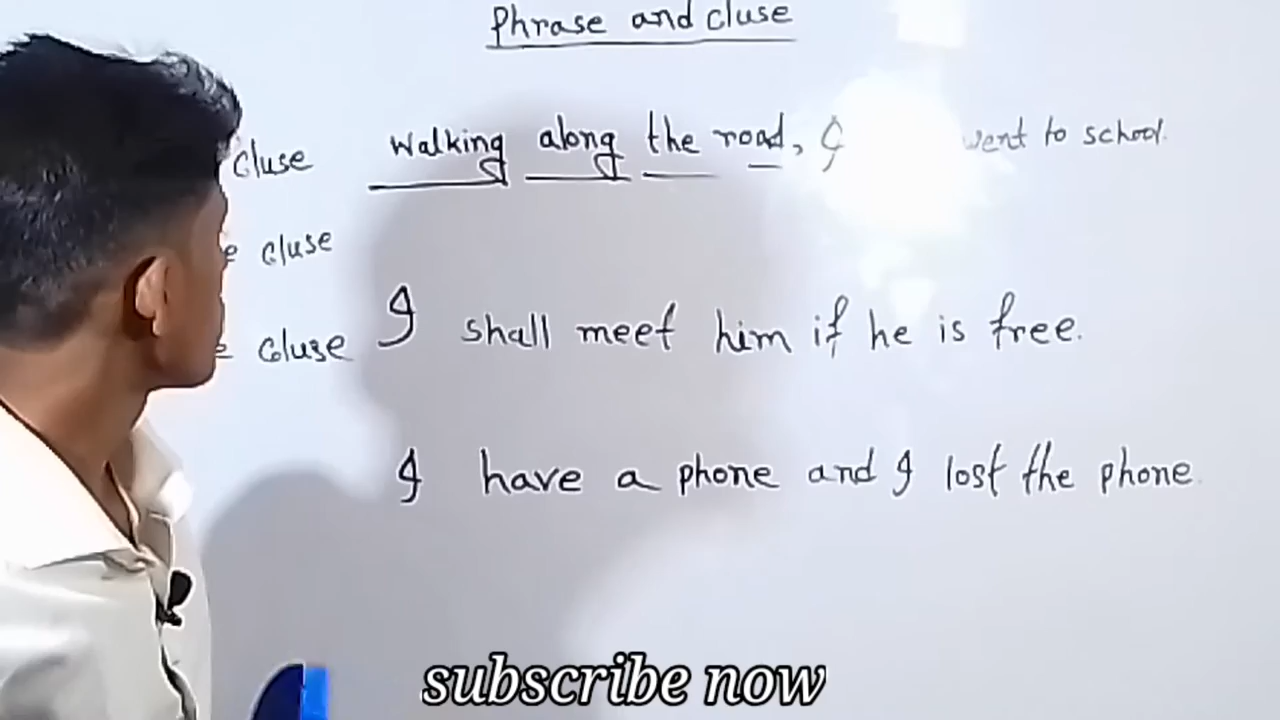 Phrase and cluse
cluse walking along the road, I went to school.
cluse
cluse I shall meet him if he is free.
I have a phone and I lost the phone.
subscribe now